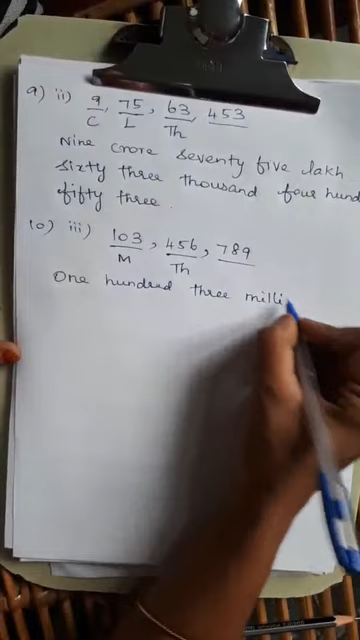 9) ii) 9, 75, 63, 453
C L Th
Nine crore seventy five lakh
sixty three thousand four hund
fifty three.
10) iii) 103, 456, 789
M Th
One hundred three milli